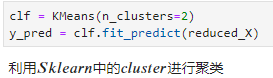 clf = KMeans(n_clusters=2)
y_pred = clf.fit_predict(reduced_X)
利用Sklearn中的cluster进行聚类